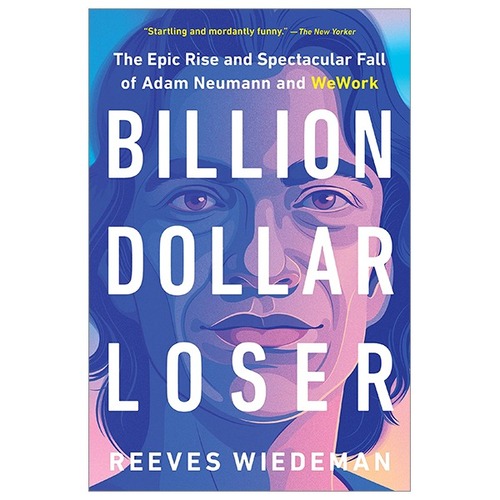 "Startling and mordantly funny." —The New Yorker
The Epic Rise and Spectacular Fall
of Adam Neumann and WeWork
BILLION
DOLLAR
LOSER
REEVES WIEDEMAN